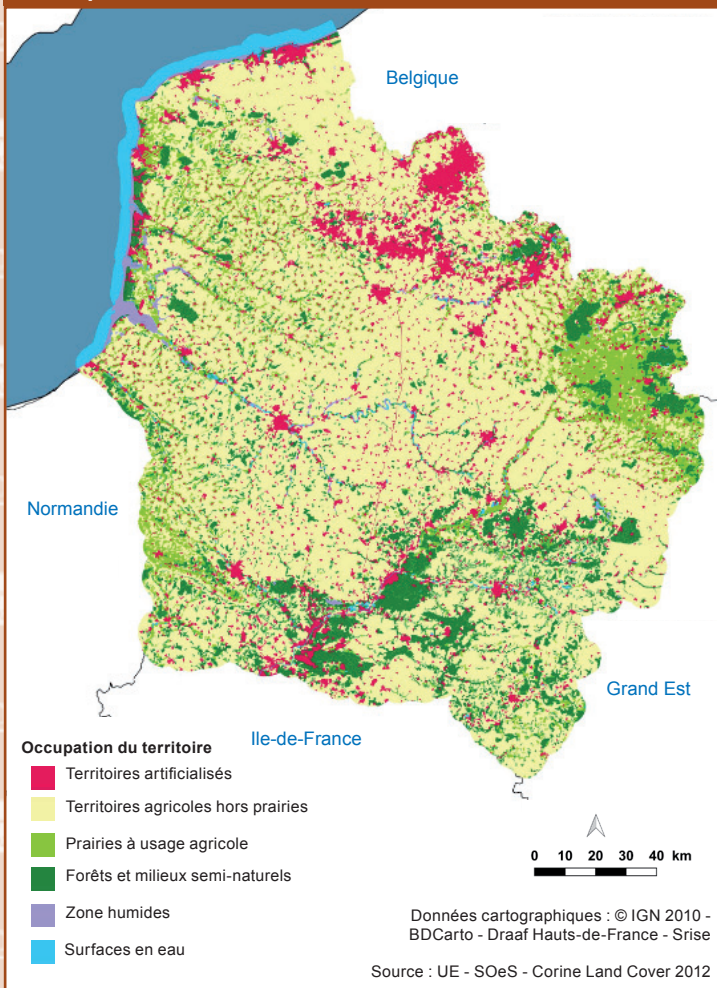 Belgique
Normandie
Grand Est
Ile-de-France
Occupation du territoire
Territoires artificialisés
Territoires agricoles hors prairies
Prairies à usage agricole
Forêts et milieux semi-naturels
Zone humides
Surfaces en eau
0 10 20 30 40 km
Données cartographiques : © IGN 2010 -
BDCarto - Draaf Hauts-de-France - Srise
Source : UE - SOeS - Corine Land Cover 2012